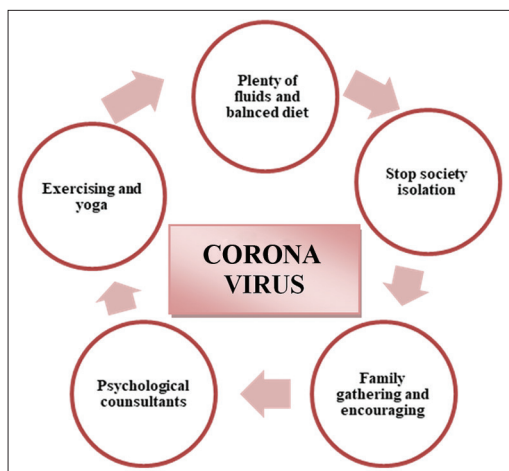 Plenty of
fluids and
balnced diet
Stop society
isolation
Family
gathering and
encouraging
Psychological
counsultants
Exercising and
yoga
CORONA
VIRUS